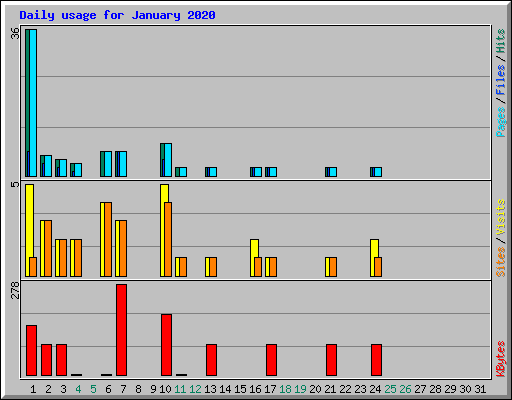 Daily usage for January 2020
36
Pages/Files/Hits
5
Sites/Visits
278
KBytes
1 2 3 4 5 6 7 8 9 10 11 12 13 14 15 16 17 18 19 20 21 22 23 24 25 26 27 28 29 30 31